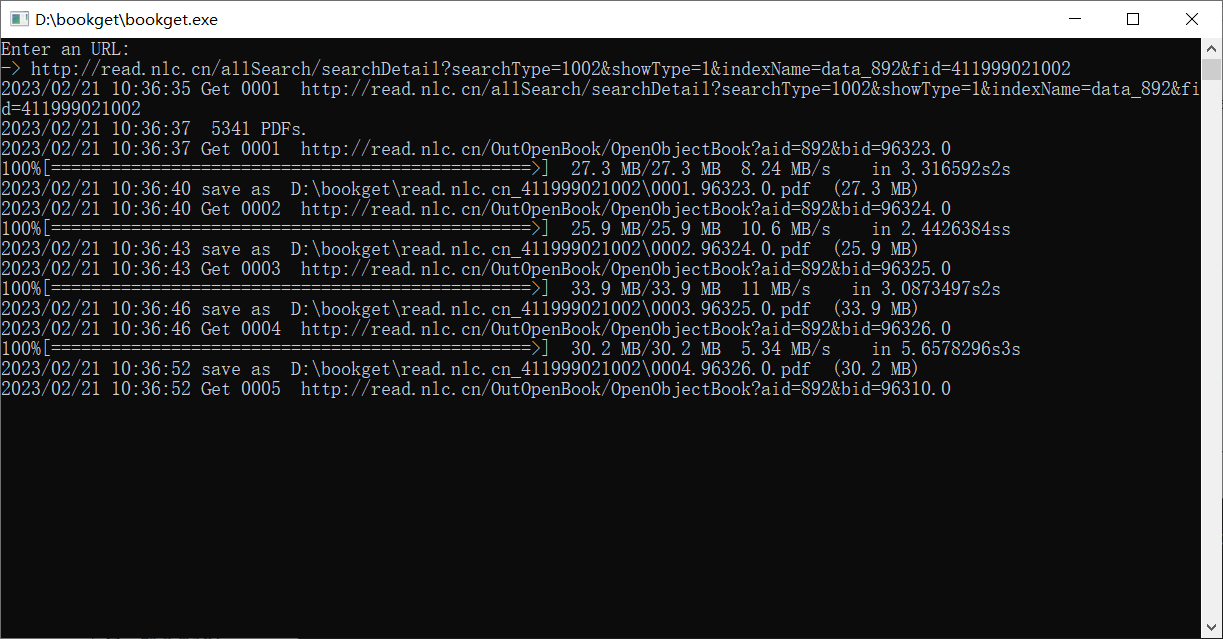 D:\bookget\bookget.exe
Enter an URL:
-> http://read.nlc.cn/allSearch/searchDetail?searchType=1002&showType=1&indexName=data_892&fid=411999021002
2023/02/21 10:36:35 Get 0001  http://read.nlc.cn/allSearch/searchDetail?searchType=1002&showType=1&indexName=data_892&fi
d=411999021002
2023/02/21 10:36:37  5341 PDFs.
2023/02/21 10:36:37 Get 0001  http://read.nlc.cn/OutOpenBook/OpenObjectBook?aid=892&bid=96323.0
100%[================================================>]  27.3 MB/27.3 MB  8.24 MB/s    in 3.316592s2s
2023/02/21 10:36:40 save as  D:\bookget\read.nlc.cn_411999021002\0001.96323.0.pdf  (27.3 MB)
2023/02/21 10:36:40 Get 0002  http://read.nlc.cn/OutOpenBook/OpenObjectBook?aid=892&bid=96324.0
100%[================================================>]  25.9 MB/25.9 MB  10.6 MB/s    in 2.4426384ss
2023/02/21 10:36:43 save as  D:\bookget\read.nlc.cn_411999021002\0002.96324.0.pdf  (25.9 MB)
2023/02/21 10:36:43 Get 0003  http://read.nlc.cn/OutOpenBook/OpenObjectBook?aid=892&bid=96325.0
100%[================================================>]  33.9 MB/33.9 MB  11 MB/s    in 3.0873497s2s
2023/02/21 10:36:46 save as  D:\bookget\read.nlc.cn_411999021002\0003.96325.0.pdf  (33.9 MB)
2023/02/21 10:36:46 Get 0004  http://read.nlc.cn/OutOpenBook/OpenObjectBook?aid=892&bid=96326.0
100%[================================================>]  30.2 MB/30.2 MB  5.34 MB/s    in 5.6578296s3s
2023/02/21 10:36:52 save as  D:\bookget\read.nlc.cn_411999021002\0004.96326.0.pdf  (30.2 MB)
2023/02/21 10:36:52 Get 0005  http://read.nlc.cn/OutOpenBook/OpenObjectBook?aid=892&bid=96310.0